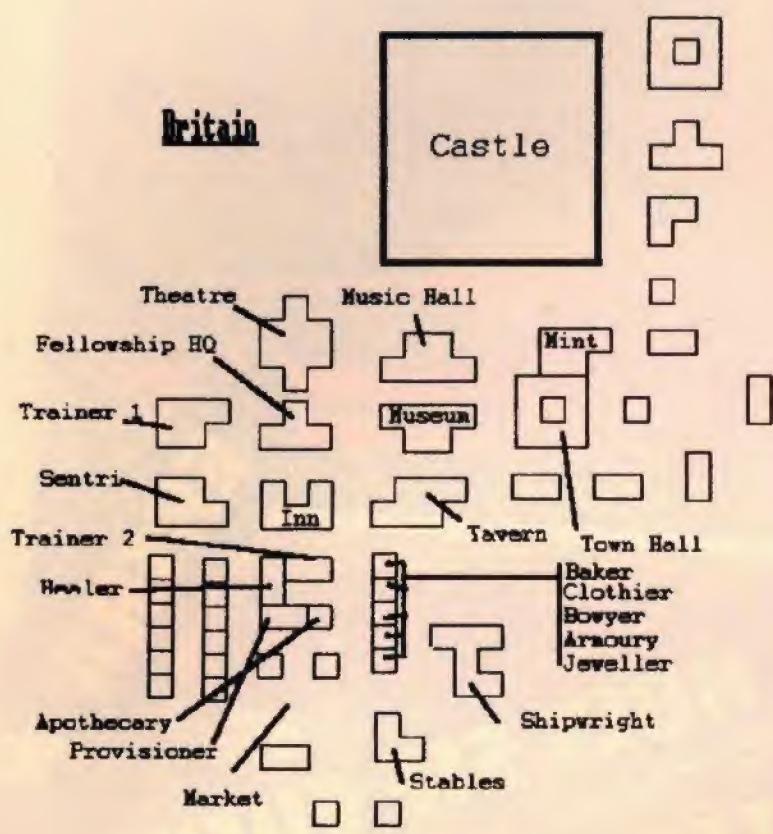 Britain
Castle
Theatre
Music Hall
Fellowship HQ
Mint
Trainer 1
Museum
Sentri
Inn
Tavern
Trainer 2
Town Hall
Healer
Baker
Clothier
Bowyer
Armoury
Jeweller
Apothecary
Shipwright
Provisioner
Stables
Market